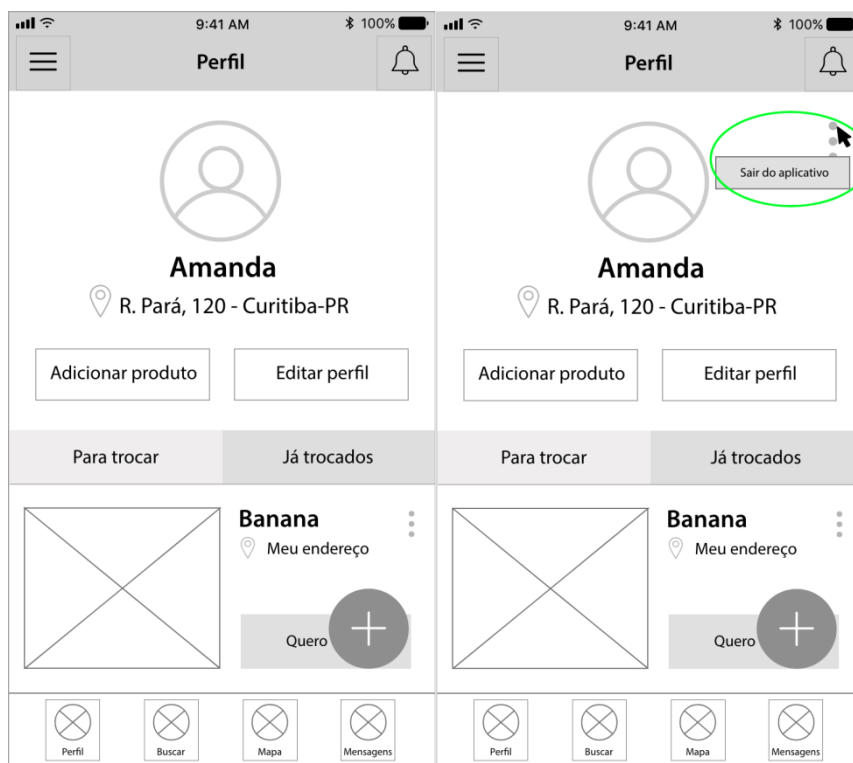 9:41 AM
100%
Perfil
Amanda
R. Pará, 120 - Curitiba-PR
Adicionar produto
Editar perfil
Para trocar
Já trocados
Banana
Meu endereço
Quero
Perfil
Buscar
Mapa
Mensagens
9:41 AM
100%
Perfil
Sair do aplicativo
Amanda
R. Pará, 120 - Curitiba-PR
Adicionar produto
Editar perfil
Para trocar
Já trocados
Banana
Meu endereço
Quero
Perfil
Buscar
Mapa
Mensagens